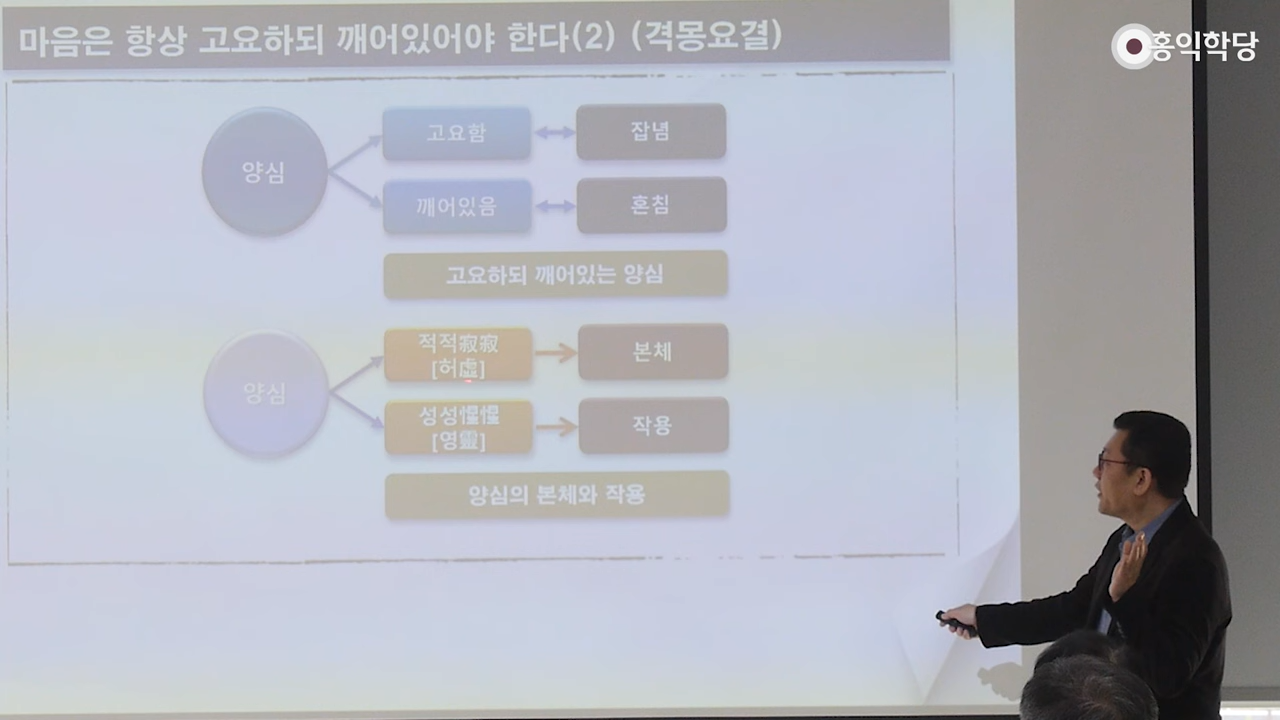 마음은 항상 고요하되 깨어있어야 한다(2) (격몽요결)
홍익학당
양심
고요함
잡념
깨어있음
혼침
고요하되 깨어있는 양심
양심
적적寂寂
[허虛]
본체
성성惺惺
[영靈]
작용
양심의 본체와 작용